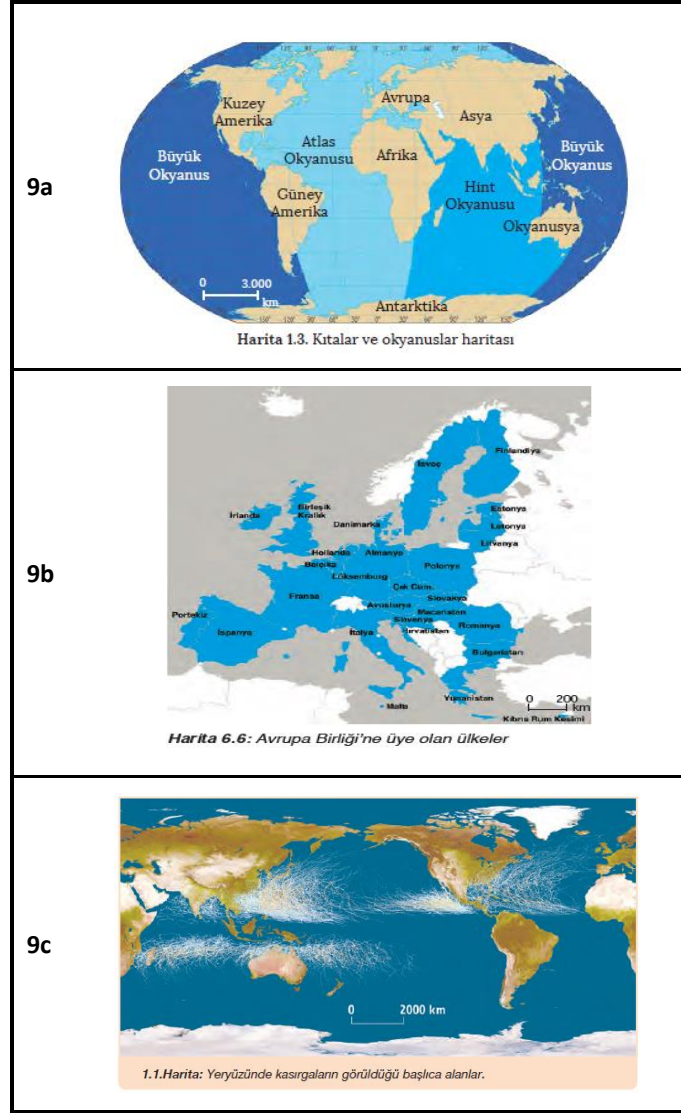 9a
Kuzey
Amerika
Avrupa
Asya
Büyük
Okyanus
Atlas
Okyanusu
Afrika
Büyük
Okyanus
Güney
Amerika
Hint
Okyanusu
Okyanusya
0 3.000
km
Antarktika
Harita 1.3. Kıtalar ve okyanuslar haritası
9b
Finlandiya
İsveç
Estonya
İrlanda
Birleşik
Krallık
Danimarka
Letonya
Litvanya
Hollanda
Almanya
Belçika
Polonya
Lüksemburg
Çek Cum.
Slovakya
Fransa
Avusturya
Macaristan
Slovenya
Romanya
Portekiz
İspanya
İtalya
Hırvatistan
Bulgaristan
Malta
Yunanistan
0 200
km
Kıbrıs Rum Kesimi
Harita 6.6: Avrupa Birliği'ne üye olan ülkeler
9c
0 2000 km
1.1.Harita: Yeryüzünde kasırgaların görüldüğü başlıca alanlar.